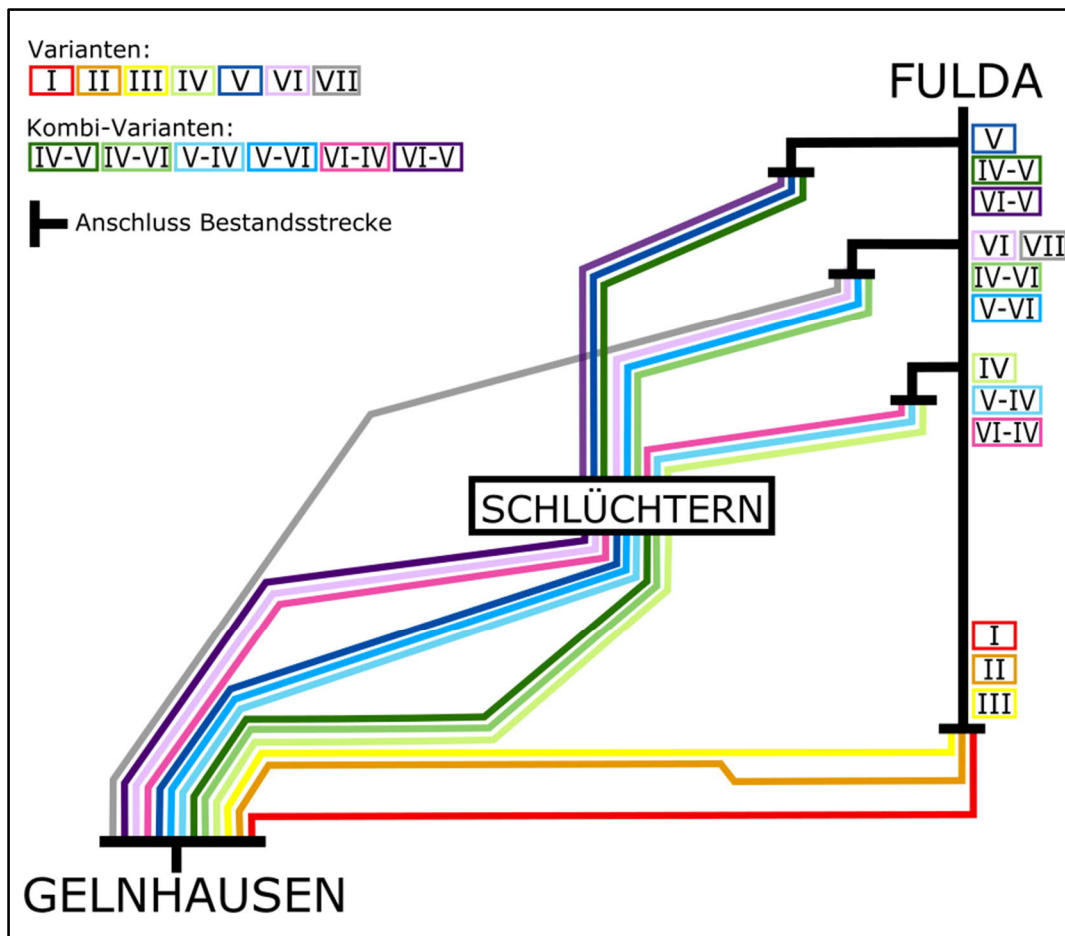 Varianten:
I II III IV V VI VII
Kombi-Varianten:
IV-V IV-VI V-IV V-VI VI-IV VI-V
Anschluss Bestandsstrecke
FULDA
V
IV-V
VI-V
VI VII
IV-VI
V-VI
IV
V-IV
VI-IV
SCHLÜCHTERN
I
II
III
GELNHAUSEN